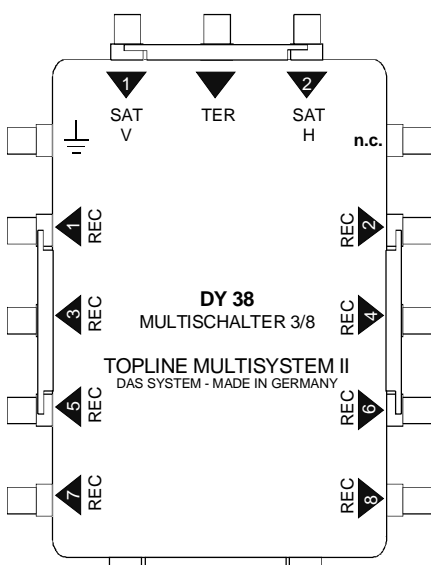 1 2
SAT TER SAT
V H
n.c.
1 REC REC 2
3 REC REC 4
DY 38
MULTISCHALTER 3/8
TOPLINE MULTISYSTEM II
DAS SYSTEM - MADE IN GERMANY
5 REC REC 6
7 REC REC 8